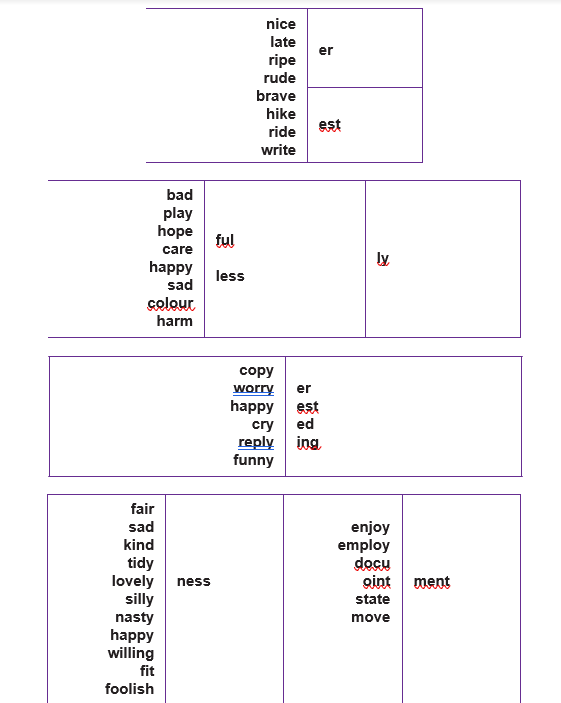 nice
late
ripe
rude
brave
hike
ride
write
er
est
bad
play
hope
care
happy
sad
colour
harm
ful
less
ly
copy
worry
happy
cry
reply
funny
er
est
ed
ing
fair
sad
kind
tidy
lovely
silly
nasty
happy
willing
fit
foolish
ness
enjoy
employ
docu
oint
state
move
ment